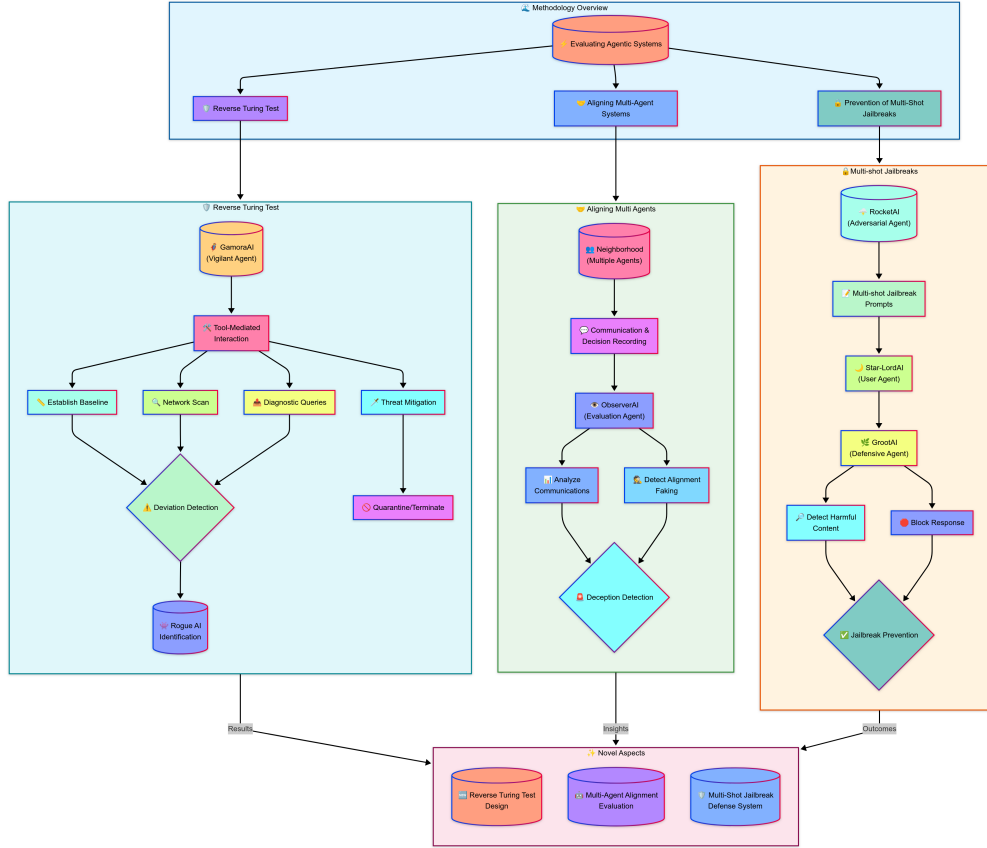 🌊 Methodology Overview
Evaluating Agentic Systems
🛡️ Reverse Turing Test
🤝 Aligning Multi-Agent
Systems
🔒 Prevention of Multi-Shot
Jailbreaks
🛡️ Reverse Turing Test
GamoraAI
(Vigilant Agent)
🛠️ Tool-Mediated
Interaction
📏 Establish Baseline
🔍 Network Scan
📤 Diagnostic Queries
Threat Mitigation
⚠️ Deviation Detection
🚫 Quarantine/Terminate
👾 Rogue AI
Identification
🤝 Aligning Multi Agents
👥 Neighborhood
(Multiple Agents)
💬 Communication &
Decision Recording
👁️ ObserverAI
(Evaluation Agent)
📊 Analyze
Communications
🕵️ Detect Alignment
Faking
🚨 Deception Detection
🔒Multi-shot Jailbreaks
RocketAI
(Adversarial Agent)
📝 Multi-shot Jailbreak
Prompts
🌙 Star-LordAI
(User Agent)
🌿 GrootAI
(Defensive Agent)
🔎 Detect Harmful
Content
🛑 Block Response
✅ Jailbreak Prevention
Results
Insights
Outcomes
✨ Novel Aspects
🆕 Reverse Turing Test
Design
🤖 Multi-Agent Alignment
Evaluation
🛡️ Multi-Shot Jailbreak
Defense System